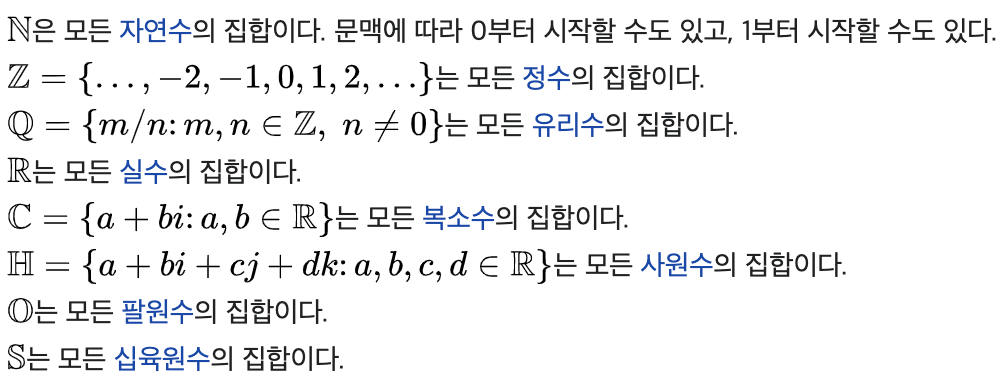 ℕ은 모든 자연수의 집합이다. 문맥에 따라 0부터 시작할 수도 있고, 1부터 시작할 수도 있다.
ℤ = {…, −2, −1, 0, 1, 2, …}는 모든 정수의 집합이다.
ℚ = {m/n: m, n ∈ ℤ, n ≠ 0}는 모든 유리수의 집합이다.
ℝ는 모든 실수의 집합이다.
ℂ = {a + bi: a, b ∈ ℝ}는 모든 복소수의 집합이다.
ℍ = {a + bi + cj + dk: a, b, c, d ∈ ℝ}는 모든 사원수의 집합이다.
𝕆는 모든 팔원수의 집합이다.
𝕊는 모든 십육원수의 집합이다.